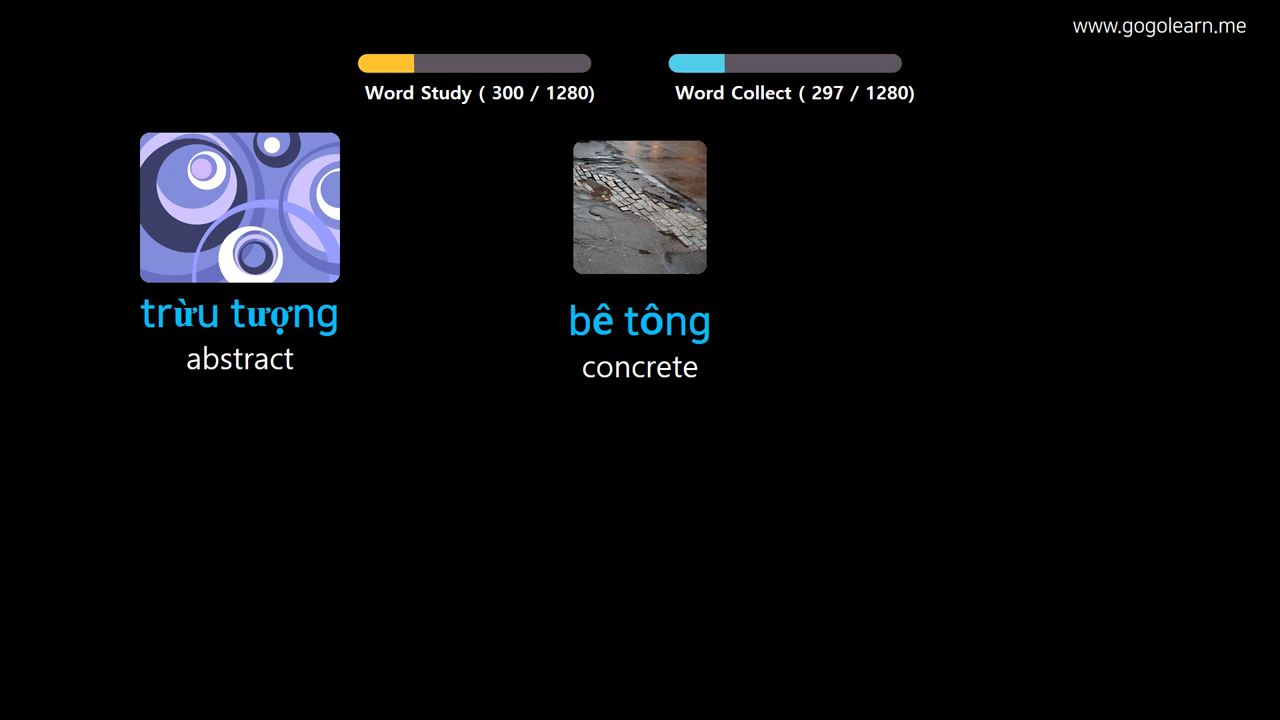 www.gogolearn.me
Word Study ( 300 / 1280)
Word Collect ( 297 / 1280)
trừu tượng
abstract
bê tông
concrete